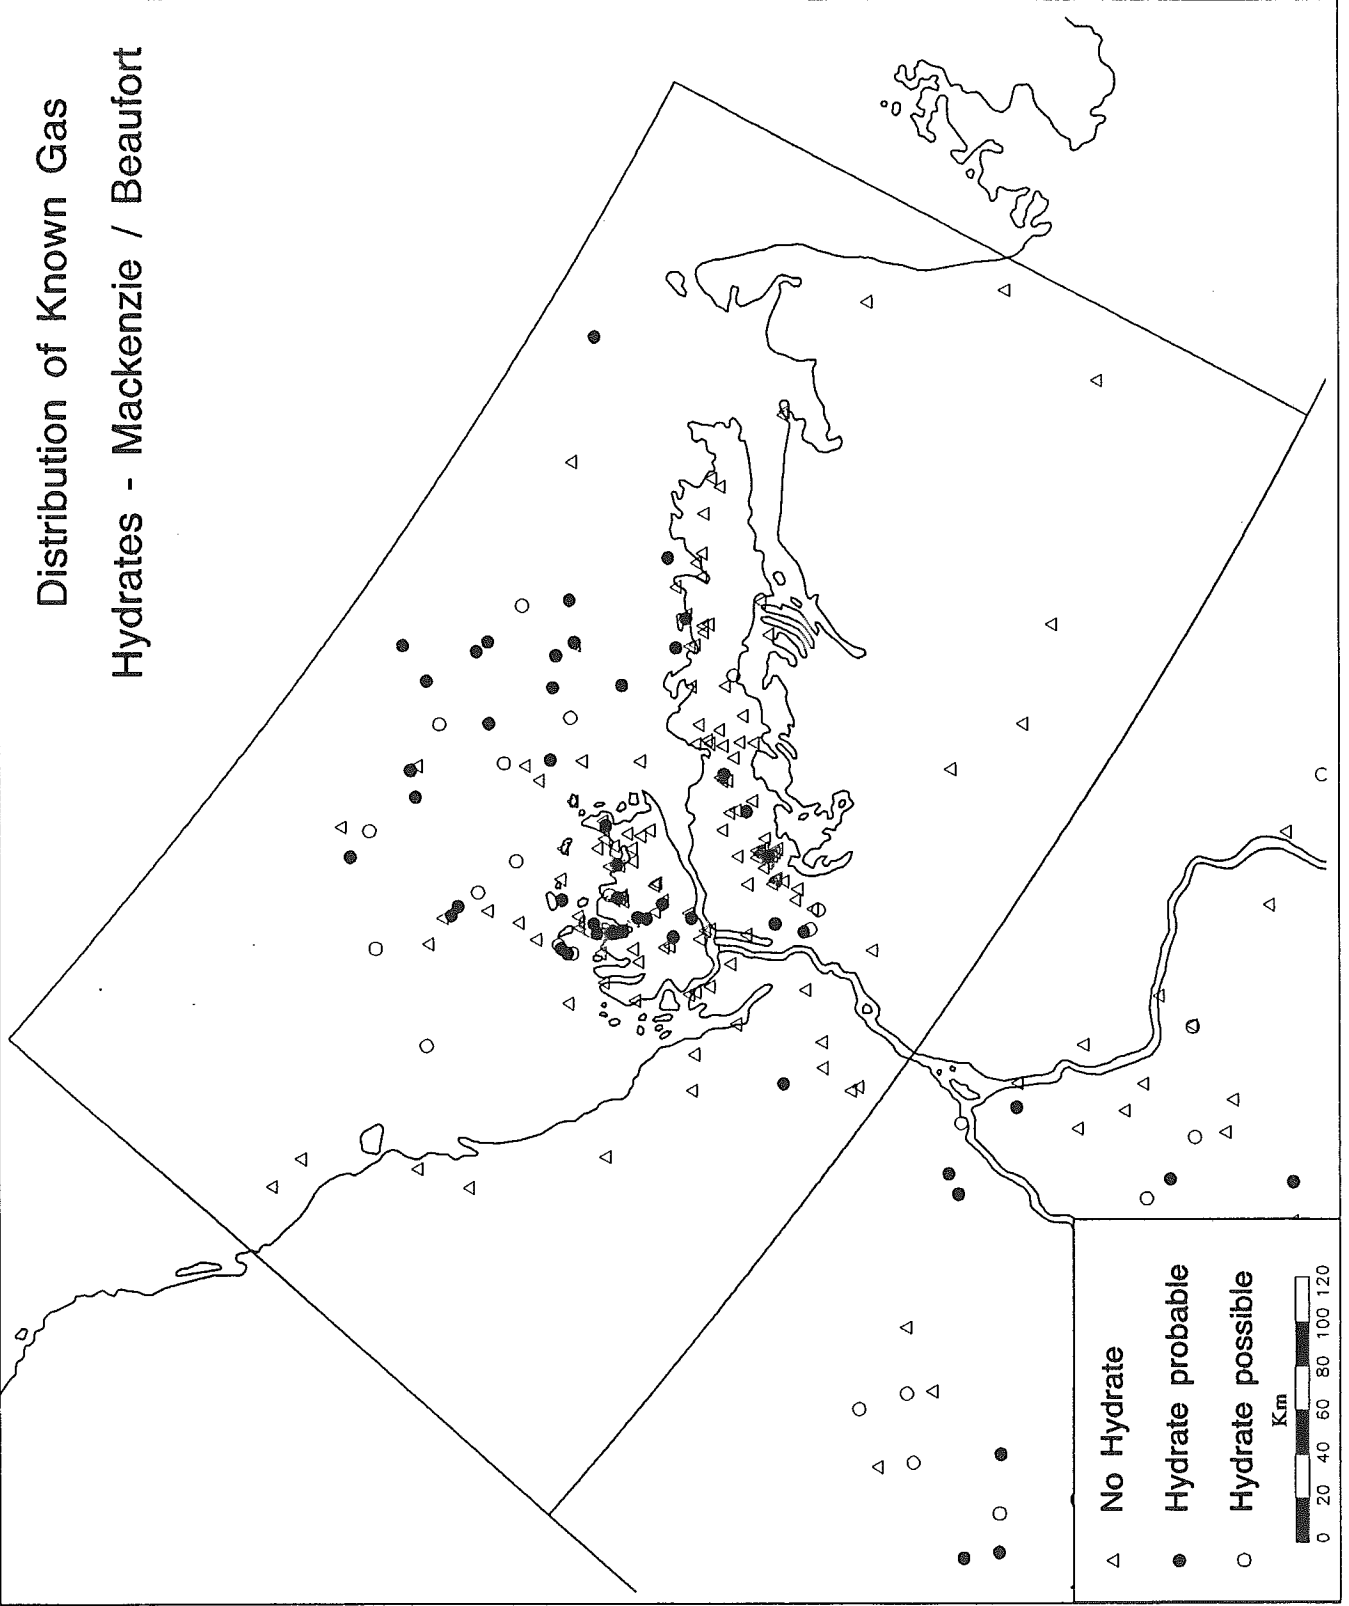 Distribution of Known Gas
Hydrates - Mackenzie / Beaufort
No Hydrate
Hydrate probable
Hydrate possible
Km
0 20 40 60 80 100 120